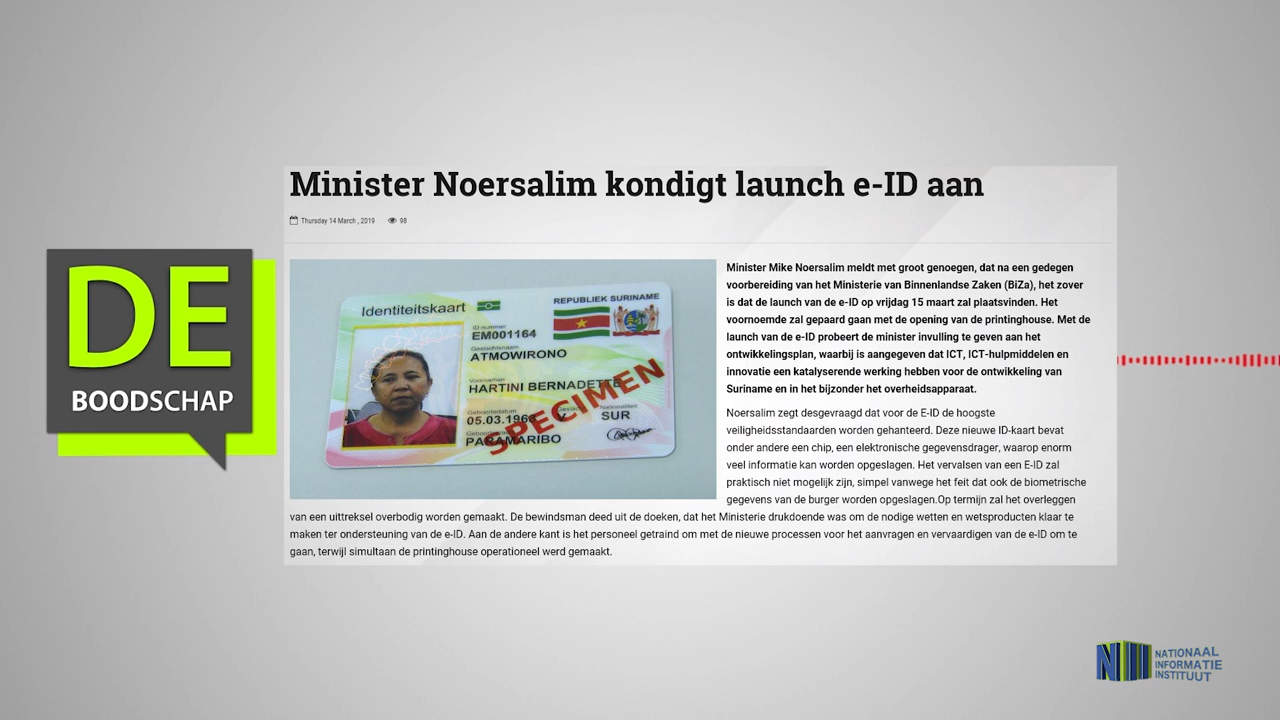 Minister Noersalim kondigt launch e-ID aan
Thursday 14 March , 2019 98
DE
BOODSCHAP
Identiteitskaart
REPUBLIEK SURINAME
ID nummer
EM001164
Geslachtsnaam
ATMOWIRONO
Voornamen
HARTINI BERNADETTE
Geboortedatum
Nationaliteit
05.03.196
SUR
PARAMARIBO
SPECIMEN
Minister Mike Noersalim meldt met groot genoegen, dat na een gedegen
voorbereiding van het Ministerie van Binnenlandse Zaken (BiZa), het zover
is dat de launch van de e-ID op vrijdag 15 maart zal plaatsvinden. Het
voornoemde zal gepaard gaan met de opening van de printinghouse. Met de
launch van de e-ID probeert de minister invulling te geven aan het
ontwikkelingsplan, waarbij is aangegeven dat ICT, ICT-hulpmiddelen en
innovatie een katalyserende werking hebben voor de ontwikkeling van
Suriname en in het bijzonder het overheidsapparaat.
Noersalim zegt desgevraagd dat voor de E-ID de hoogste
veiligheidsstandaarden worden gehanteerd. Deze nieuwe ID-kaart bevat
onder andere een chip, een elektronische gegevensdrager, waarop enorm
veel informatie kan worden opgeslagen. Het vervalsen van een E-ID zal
praktisch niet mogelijk zijn, simpel vanwege het feit dat ook de biometrische
gegevens van de burger worden opgeslagen.Op termijn zal het overleggen
van een uittreksel overbodig worden gemaakt. De bewindsman deed uit de doeken, dat het Ministerie drukdoende was om de nodige wetten en wetsproducten klaar te
maken ter ondersteuning van de e-ID. Aan de andere kant is het personeel getraind om met de nieuwe processen voor het aanvragen en vervaardigen van de e-ID om te
gaan, terwijl simultaan de printinghouse operationeel werd gemaakt.
NATIONAAL
INFORMATIE
INSTITUUT